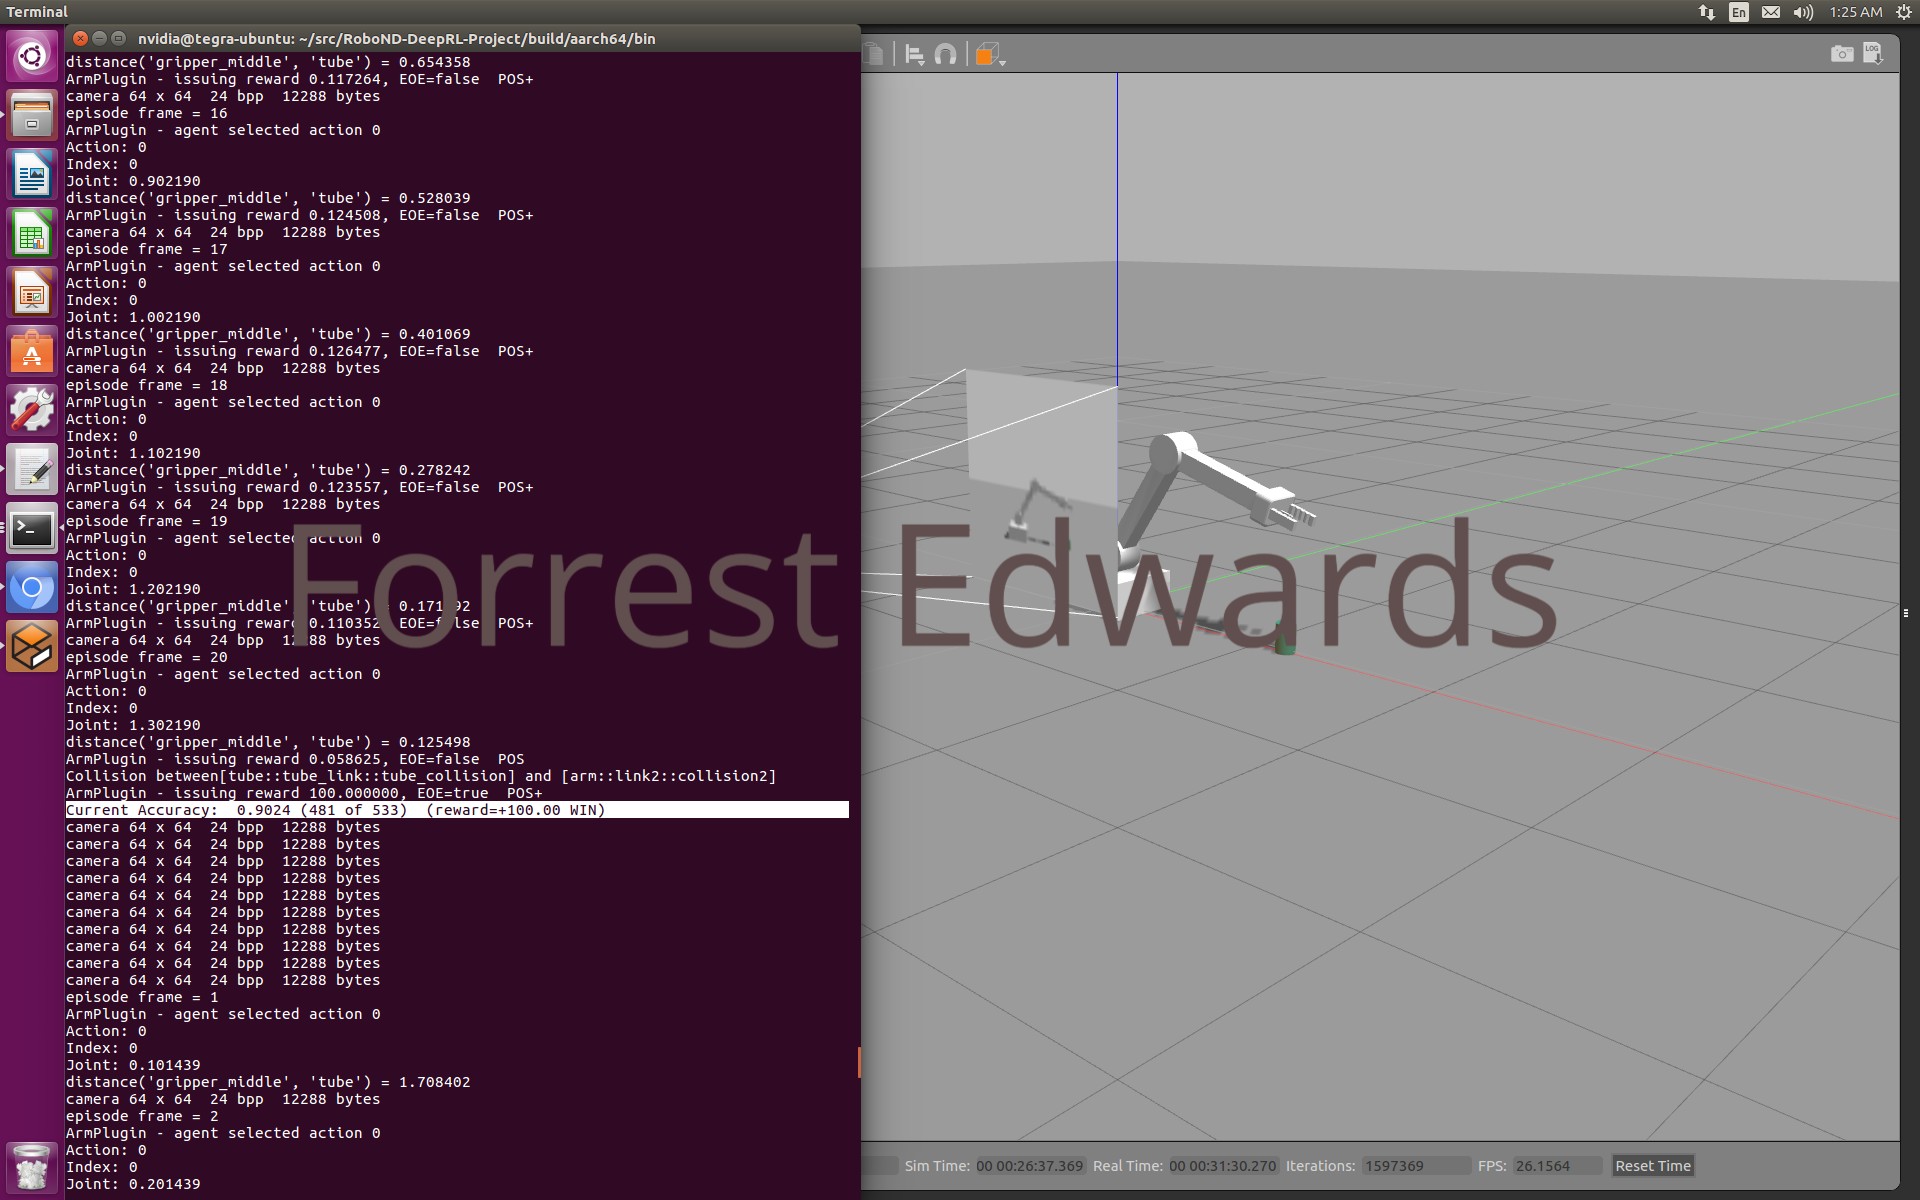 Terminal
En
1:25 AM
nvidia@tegra-ubuntu: ~/src/RoboND-DeepRL-Project/build/aarch64/bin
LOG
distance('gripper_middle', 'tube') = 0.654358
ArmPlugin - issuing reward 0.117264, EOE=false  POS+
camera 64 x 64  24 bpp  12288 bytes
episode frame = 16
ArmPlugin - agent selected action 0
Action: 0
Index: 0
Joint: 0.902190
distance('gripper_middle', 'tube') = 0.528039
ArmPlugin - issuing reward 0.124508, EOE=false  POS+
camera 64 x 64  24 bpp  12288 bytes
episode frame = 17
ArmPlugin - agent selected action 0
Action: 0
Index: 0
Joint: 1.002190
distance('gripper_middle', 'tube') = 0.401069
ArmPlugin - issuing reward 0.126477, EOE=false  POS+
camera 64 x 64  24 bpp  12288 bytes
episode frame = 18
ArmPlugin - agent selected action 0
Action: 0
Index: 0
Joint: 1.102190
distance('gripper_middle', 'tube') = 0.278242
ArmPlugin - issuing reward 0.123557, EOE=false  POS+
camera 64 x 64  24 bpp  12288 bytes
episode frame = 19
ArmPlugin - agent selected action 0
Action: 0
Index: 0
Joint: 1.202190
Forrest Edwards
distance('gripper_middle', 'tube') =
ArmPlugin - issuing reward 0.110352, EOE=false  POS+
camera 64 x 64  24 bpp  12288 bytes
episode frame = 20
ArmPlugin - agent selected action 0
Action: 0
Index: 0
Joint: 1.302190
distance('gripper_middle', 'tube') = 0.125498
ArmPlugin - issuing reward 0.058625, EOE=false  POS
Collision between[tube::tube_link::tube_collision] and [arm::link2::collision2]
ArmPlugin - issuing reward 100.000000, EOE=true  POS+
Current Accuracy:  0.9024 (481 of 533)  (reward=+100.00 WIN)
camera 64 x 64  24 bpp  12288 bytes
camera 64 x 64  24 bpp  12288 bytes
camera 64 x 64  24 bpp  12288 bytes
camera 64 x 64  24 bpp  12288 bytes
camera 64 x 64  24 bpp  12288 bytes
camera 64 x 64  24 bpp  12288 bytes
camera 64 x 64  24 bpp  12288 bytes
camera 64 x 64  24 bpp  12288 bytes
camera 64 x 64  24 bpp  12288 bytes
camera 64 x 64  24 bpp  12288 bytes
episode frame = 1
ArmPlugin - agent selected action 0
Action: 0
Index: 0
Joint: 0.101439
distance('gripper_middle', 'tube') = 1.708402
camera 64 x 64  24 bpp  12288 bytes
episode frame = 2
ArmPlugin - agent selected action 0
Action: 0
Index: 0
Joint: 0.201439
Sim Time: 00 00:26:37.369 Real Time: 00 00:31:30.270 Iterations: 1597369 FPS: 26.1564 Reset Time